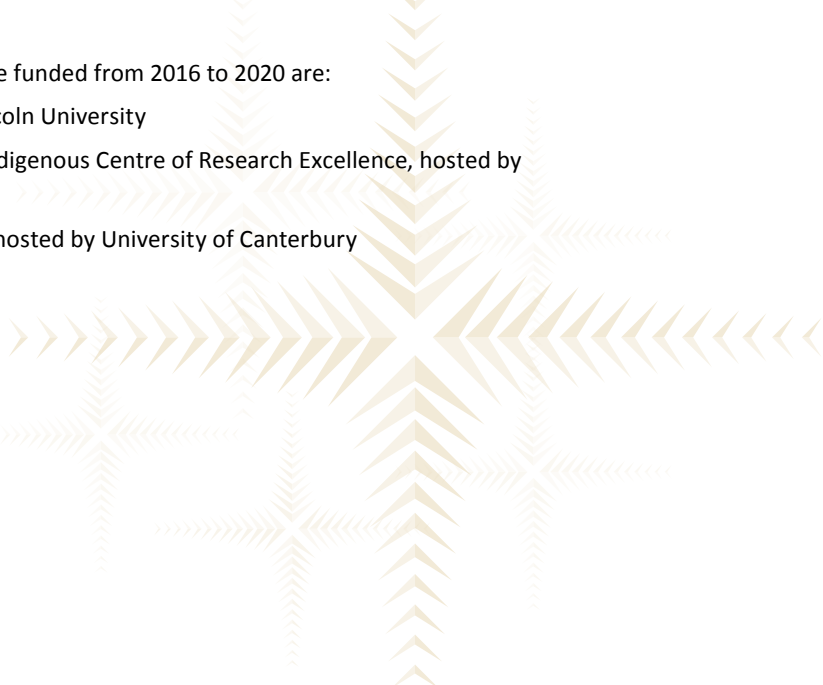 e funded from 2016 to 2020 are:
coln University
digenous Centre of Research Excellence, hosted by
hosted by University of Canterbury